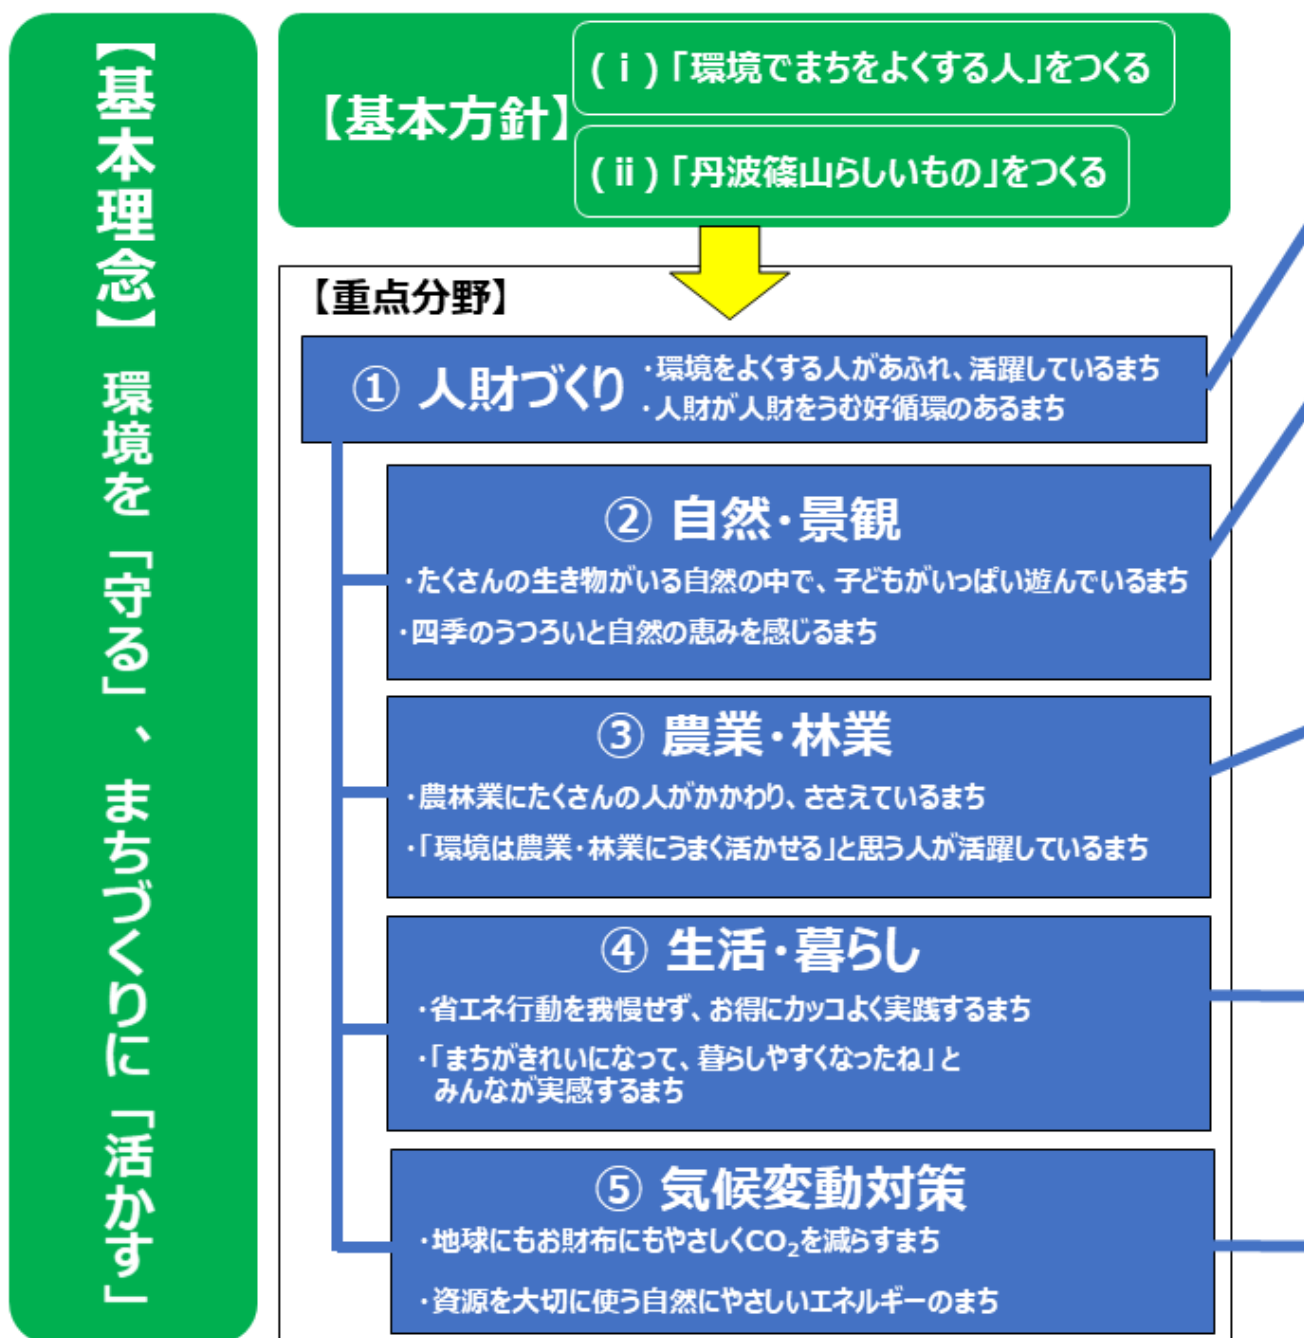 【基本理念】 環境を「守る」、まちづくりに「活かす」
【基本方針】
(ⅰ)「環境でまちをよくする人」をつくる
(ⅱ)「丹波篠山らしいもの」をつくる
【重点分野】
① 人財づくり
・環境をよくする人があふれ、活躍しているまち
・人財が人財をうむ好循環のあるまち
② 自然・景観
・たくさんの生き物がいる自然の中で、子どもがいっぱい遊んでいるまち
・四季のうつろいと自然の恵みを感じるまち
③ 農業・林業
・農林業にたくさんの人がかかわり、ささえているまち
・「環境は農業・林業にうまく活かせる」と思う人が活躍しているまち
④ 生活・暮らし
・省エネ行動を我慢せず、お得にカッコよく実践するまち
・「まちがきれいになって、暮らしやすくなったね」と
みんなが実感するまち
⑤ 気候変動対策
・地球にもお財布にもやさしくCO₂を減らすまち
・資源を大切に使う自然にやさしいエネルギーのまち